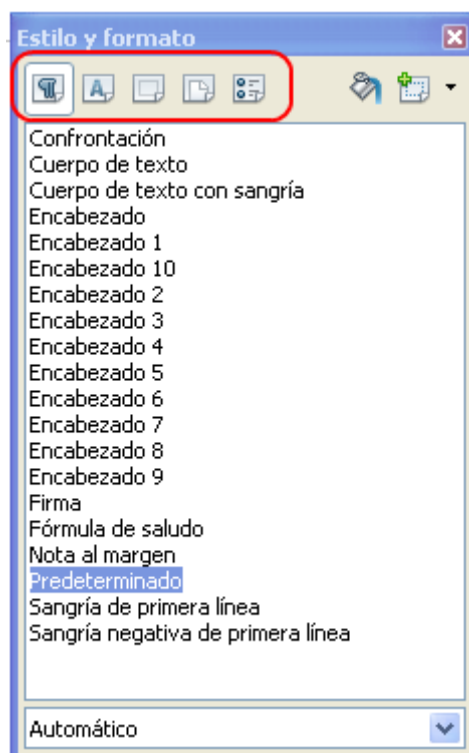 Estilo y formato
Confrontación
Cuerpo de texto
Cuerpo de texto con sangría
Encabezado
Encabezado 1
Encabezado 10
Encabezado 2
Encabezado 3
Encabezado 4
Encabezado 5
Encabezado 6
Encabezado 7
Encabezado 8
Encabezado 9
Firma
Fórmula de saludo
Nota al margen
Predeterminado
Sangría de primera línea
Sangría negativa de primera línea
Automático